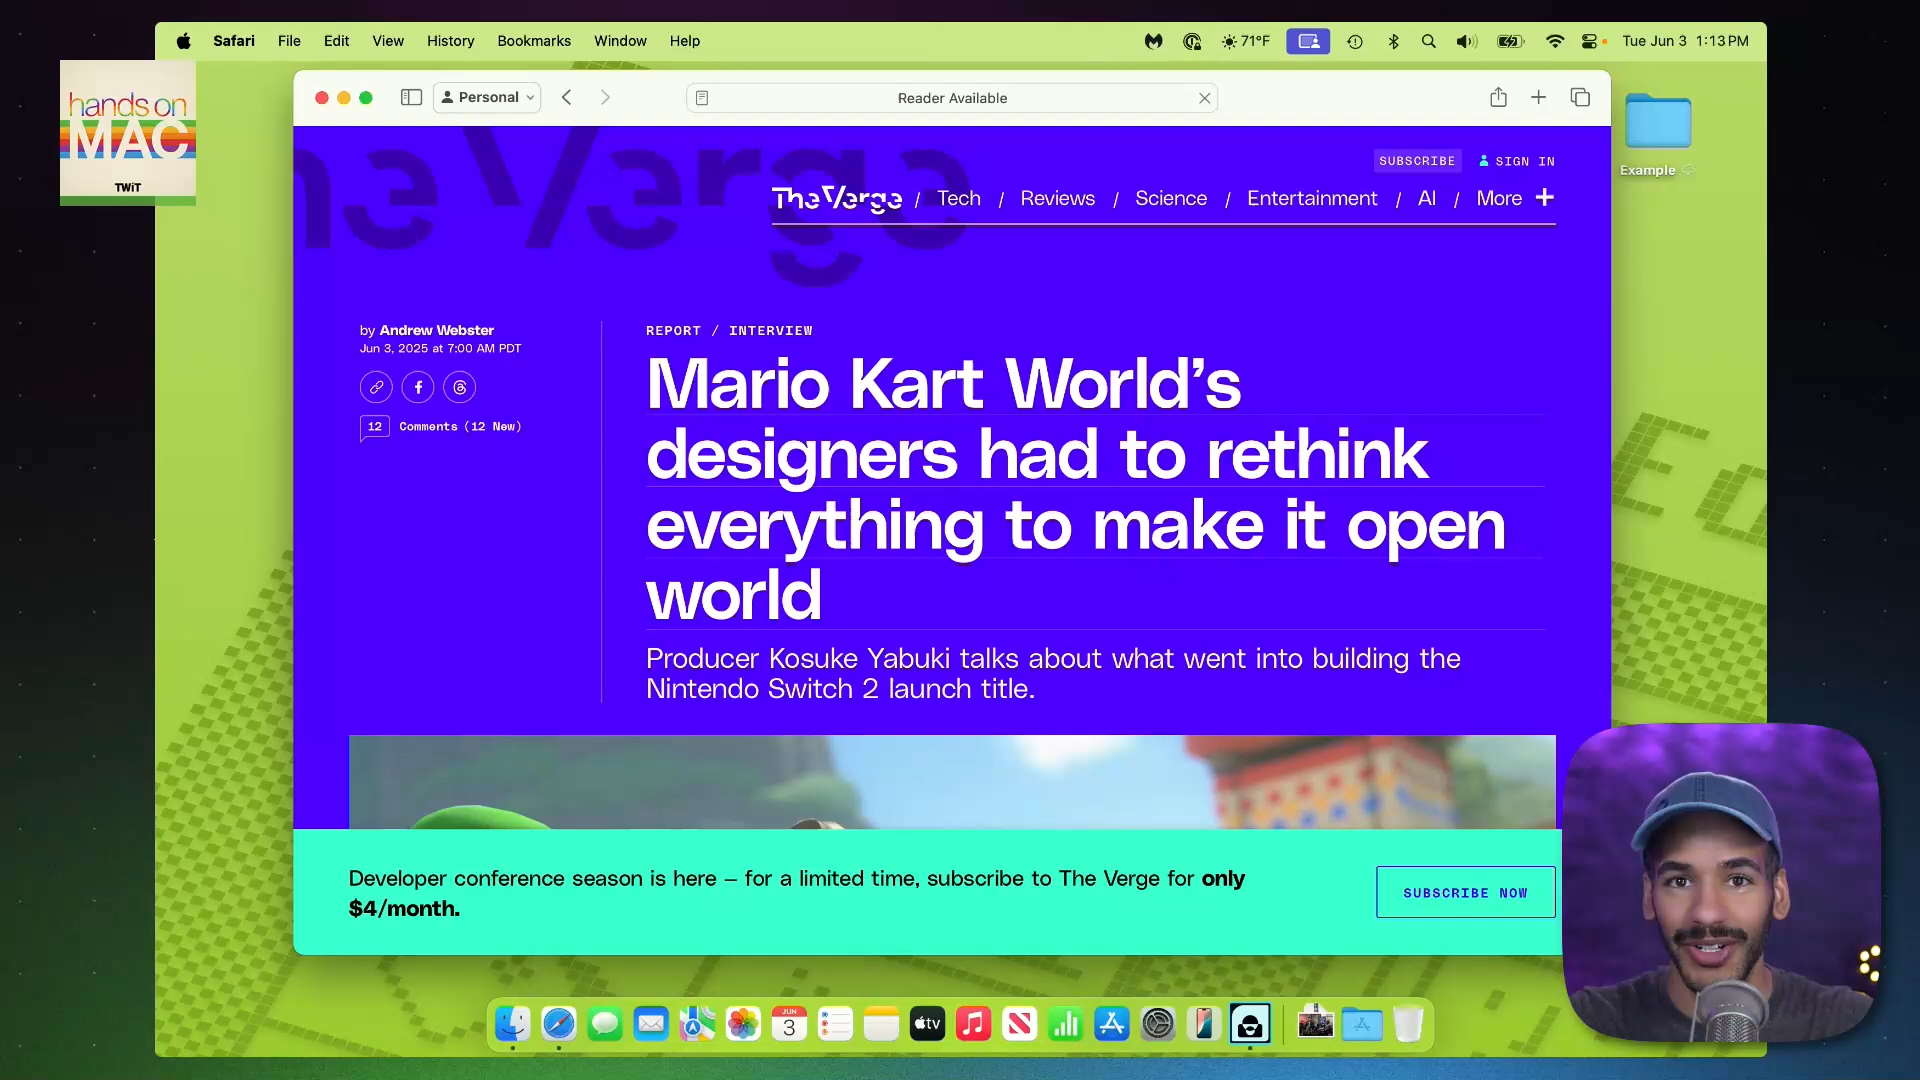 Safari File Edit View History Bookmarks Window Help
71°F
Tue Jun 3 1:13 PM
hands on
MAC
TWiT
Personal
Reader Available
Example
The Verge
SUBSCRIBE
SIGN IN
The Verge / Tech / Reviews / Science / Entertainment / AI / More +
by Andrew Webster
Jun 3, 2025 at 7:00 AM PDT
12
Comments (12 New)
REPORT / INTERVIEW
Mario Kart World’s
designers had to rethink
everything to make it open
world
Producer Kosuke Yabuki talks about what went into building the
Nintendo Switch 2 launch title.
Developer conference season is here — for a limited time, subscribe to The Verge for only
$4/month.
SUBSCRIBE NOW
JUN
3
tv